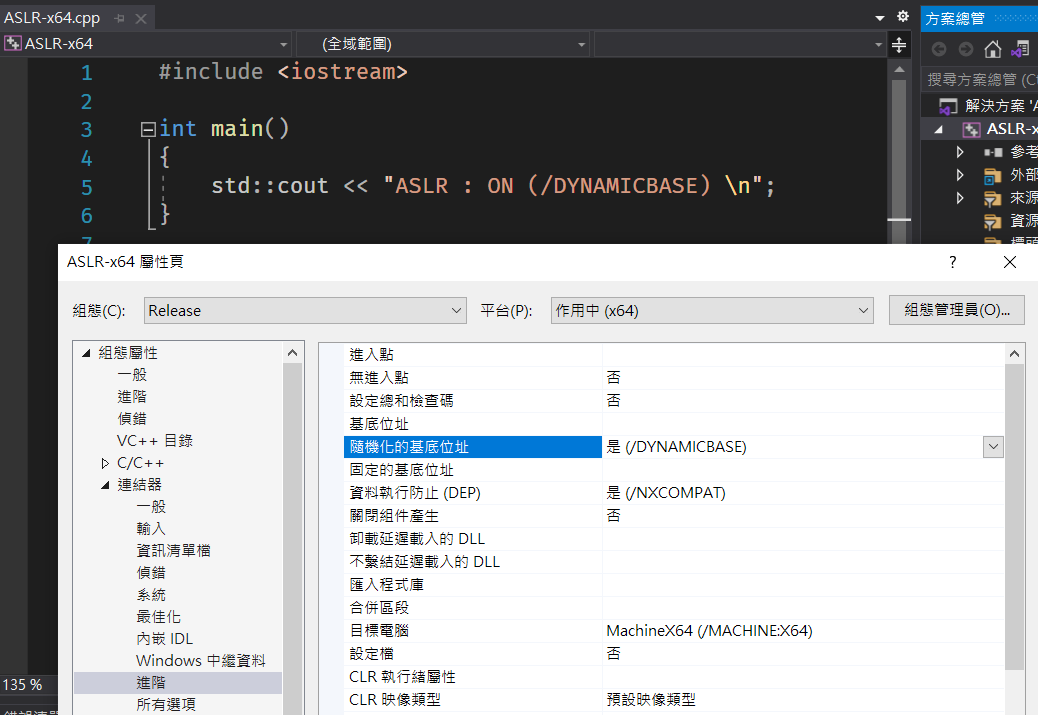 ASLR-x64.cpp
方案總管
ASLR-x64
(全域範圍)
搜尋方案總管 (Ct
解決方案 'A
ASLR-x
參考
外部
來源
資源
標頭
1 #include <iostream>
2
3 int main()
4 {
5 std::cout << "ASLR : ON (/DYNAMICBASE) \n";
6 }
7
ASLR-x64 屬性頁
?
組態(C):
Release
平台(P):
作用中 (x64)
組態管理員(O)...
組態屬性
一般
進階
偵錯
VC++ 目錄
C/C++
連結器
一般
輸入
資訊清單檔
偵錯
系統
最佳化
內嵌 IDL
Windows 中繼資料
進階
所有選項
進入點
無進入點 否
設定總和檢查碼 否
基底位址
隨機化的基底位址 是 (/DYNAMICBASE)
固定的基底位址
資料執行防止 (DEP) 是 (/NXCOMPAT)
關閉組件產生 否
卸載延遲載入的 DLL
不繫結延遲載入的 DLL
匯入程式庫
合併區段
目標電腦 MachineX64 (/MACHINE:X64)
設定檔 否
CLR 執行緒屬性
CLR 映像類型 預設映像類型
135 %